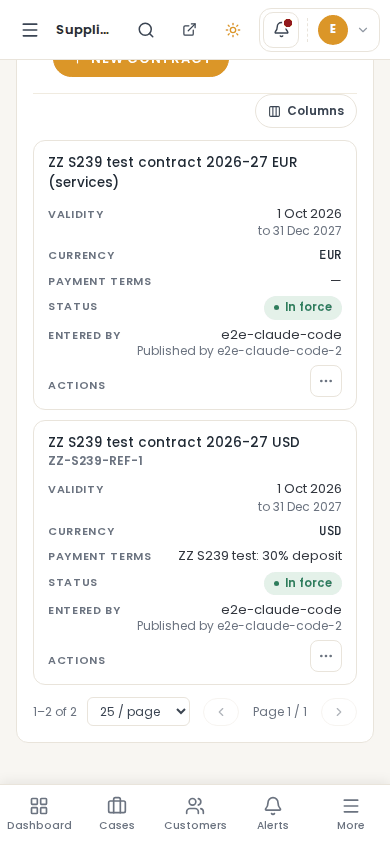 Suppli...
E
NEW CONTRACT
Columns
ZZ S239 test contract 2026-27 EUR
(services)
VALIDITY 1 Oct 2026
to 31 Dec 2027
CURRENCY EUR
PAYMENT TERMS —
STATUS In force
ENTERED BY e2e-claude-code
Published by e2e-claude-code-2
ACTIONS ...
ZZ S239 test contract 2026-27 USD
ZZ-S239-REF-1
VALIDITY 1 Oct 2026
to 31 Dec 2027
CURRENCY USD
PAYMENT TERMS ZZ S239 test: 30% deposit
STATUS In force
ENTERED BY e2e-claude-code
Published by e2e-claude-code-2
ACTIONS ...
1–2 of 2 25 / page Page 1 / 1
Dashboard Cases Customers Alerts More